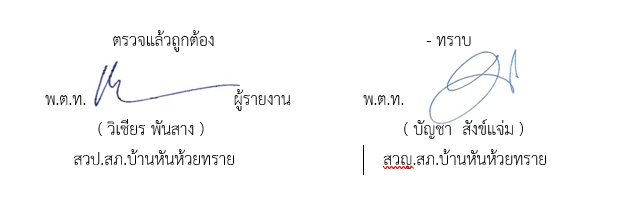 ตรวจแล้วถูกต้อง
พ.ต.ท. ผู้รายงาน
( วิเชียร พันสาง )
สวป.สภ.บ้านหันห้วยทราย
- ทราบ
พ.ต.ท.
( บัญชา สังข์แจ่ม )
สวญ.สภ.บ้านหันห้วยทราย